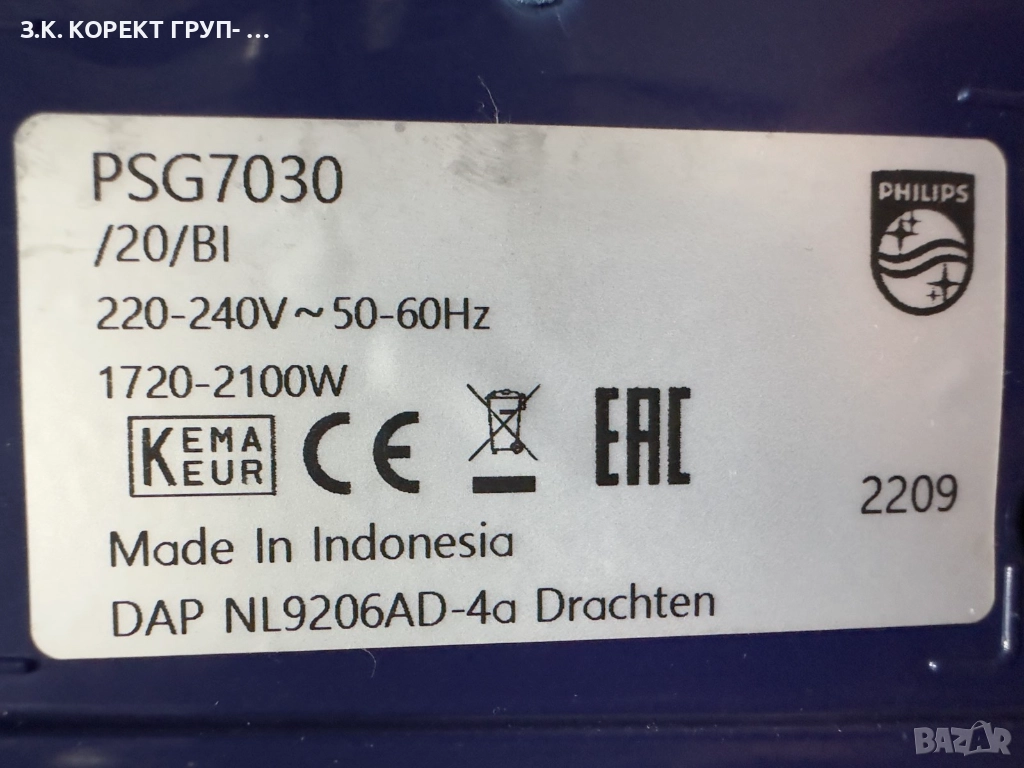 З.К. КОРЕКТ ГРУП- ...
PSG7030
/20/BI
PHILIPS
220-240V~50-60Hz
1720-2100W
KEMA
KEUR
CE
EAC
2209
Made In Indonesia
DAP NL9206AD-4a Drachten
BAZAR